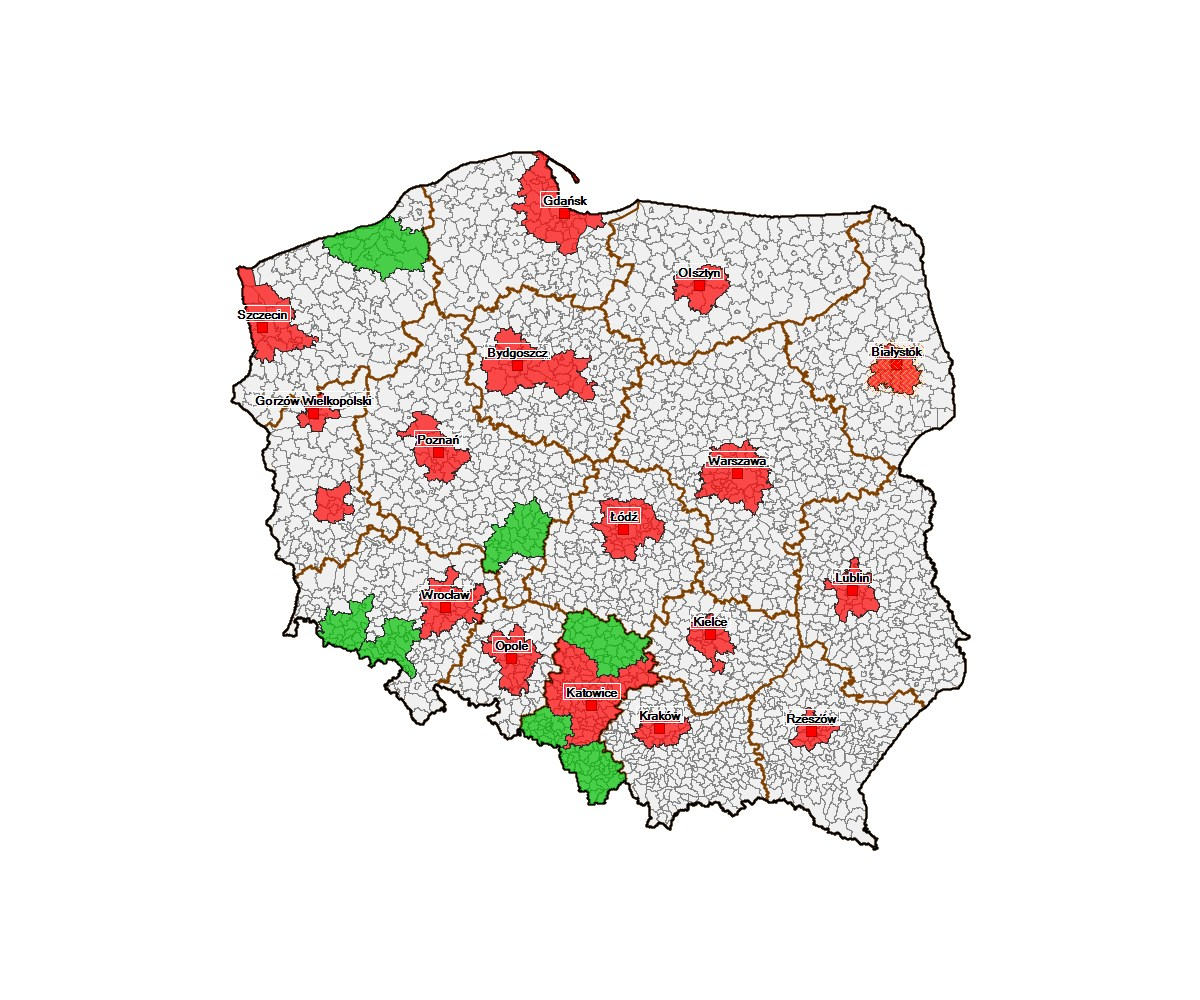 Gdańsk
Olsztyn
Szczecin
Bydgoszcz
Białystok
Gorzów Wielkopolski
Poznań
Warszawa
Łódź
Lublin
Wrocław
Kielce
Opole
Katowice
Kraków
Rzeszów